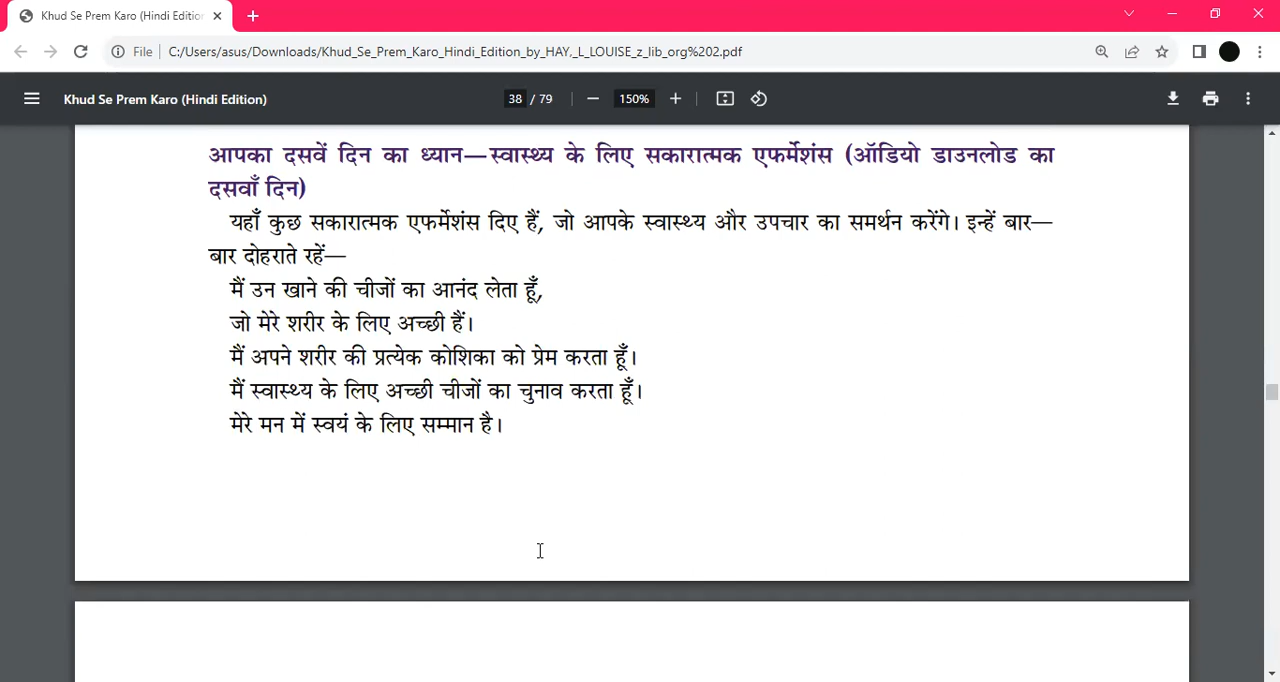 Khud Se Prem Karo (Hindi Edition
File C:/Users/asus/Downloads/Khud_Se_Prem_Karo_Hindi_Edition_by_HAY,_L_LOUISE_z_lib_org%202.pdf
Khud Se Prem Karo (Hindi Edition) 38 / 79 150%
आपका दसवें दिन का ध्यान—स्वास्थ्य के लिए सकारात्मक एफर्मेशंस (ऑडियो डाउनलोड का
दसवाँ दिन)
यहाँ कुछ सकारात्मक एफर्मेशंस दिए हैं, जो आपके स्वास्थ्य और उपचार का समर्थन करेंगे। इन्हें बार—
बार दोहराते रहें—
मैं उन खाने की चीजों का आनंद लेता हूँ,
जो मेरे शरीर के लिए अच्छी हैं।
मैं अपने शरीर की प्रत्येक कोशिका को प्रेम करता हूँ।
मैं स्वास्थ्य के लिए अच्छी चीजों का चुनाव करता हूँ।
मेरे मन में स्वयं के लिए सम्मान है।